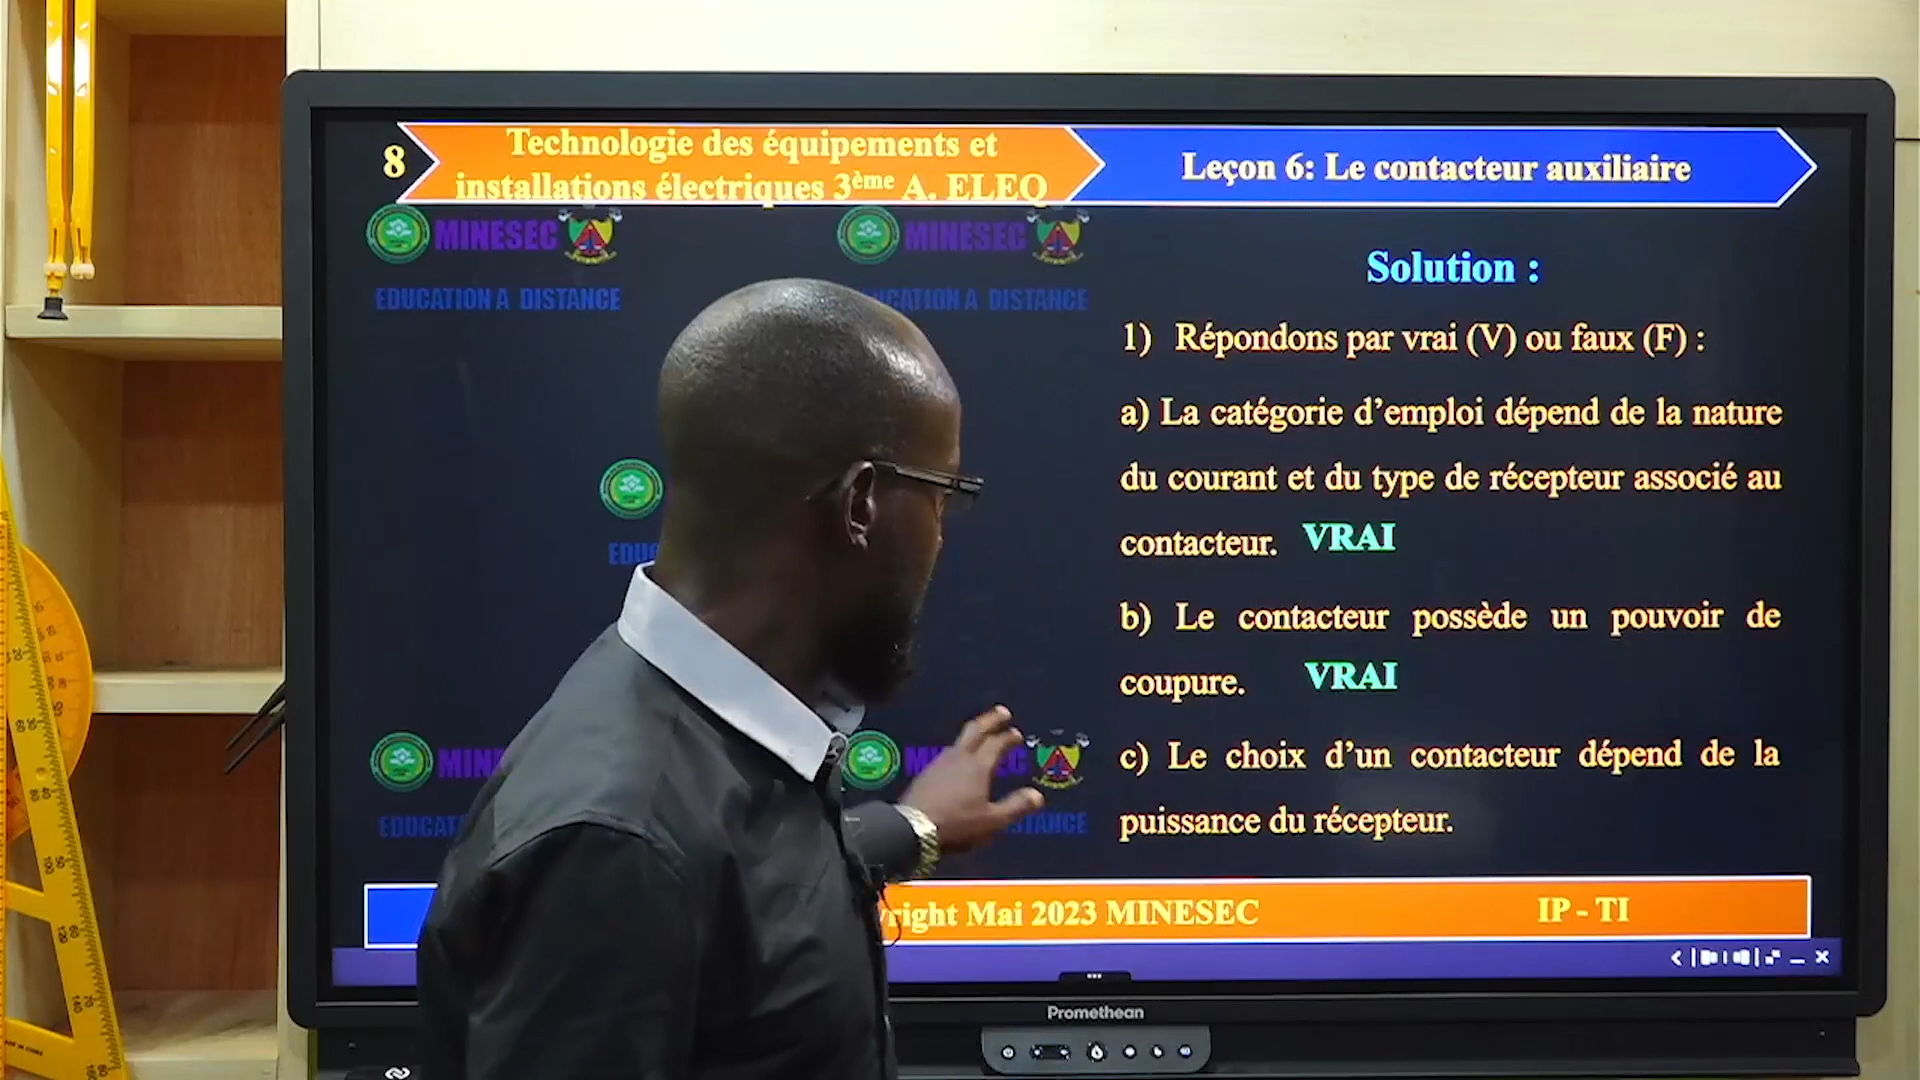 8
Technologie des équipements et
installations électriques 3ème A. ELEQ
Leçon 6: Le contacteur auxiliaire
MINESEC
MINESEC
EDUCATION A DISTANCE
CATION A DISTANCE
Solution :
1) Répondons par vrai (V) ou faux (F) :
a) La catégorie d’emploi dépend de la nature
du courant et du type de récepteur associé au
contacteur. VRAI
b) Le contacteur possède un pouvoir de
coupure. VRAI
c) Le choix d’un contacteur dépend de la
puissance du récepteur.
right Mai 2023 MINESEC
IP - TI
Promethean